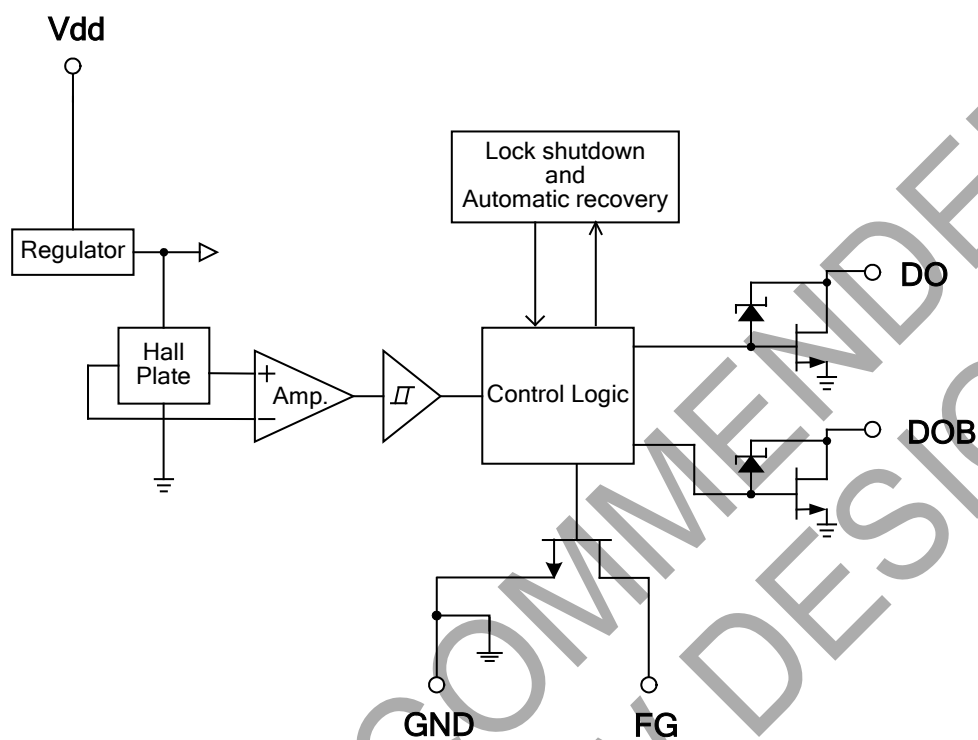 Vdd
Lock shutdown
and
Automatic recovery
Regulator
DO
Hall
Plate
+
Amp.
−
Control Logic
DOB
GND
FG